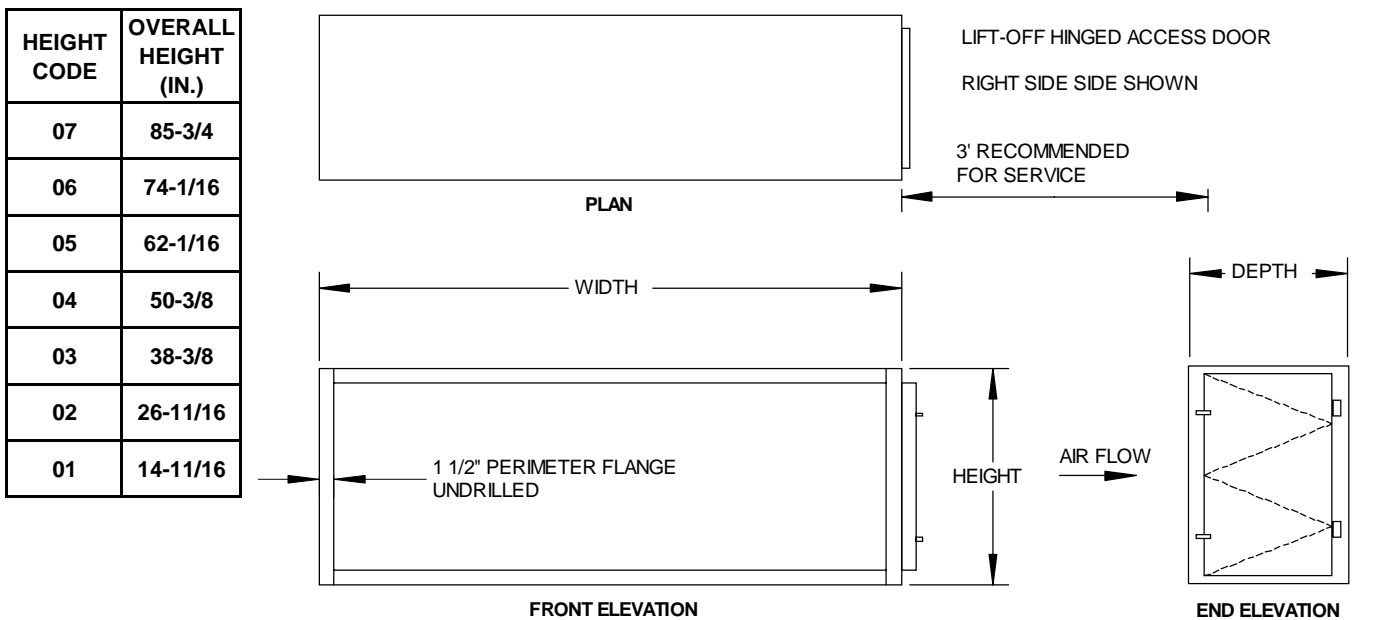 HEIGHT CODE OVERALL HEIGHT (IN.)
07 85-3/4
06 74-1/16
05 62-1/16
04 50-3/8
03 38-3/8
02 26-11/16
01 14-11/16
LIFT-OFF HINGED ACCESS DOOR
RIGHT SIDE SIDE SHOWN
3' RECOMMENDED
FOR SERVICE
PLAN
WIDTH
DEPTH
1 1/2" PERIMETER FLANGE
UNDRILLED
HEIGHT
AIR FLOW
FRONT ELEVATION
END ELEVATION